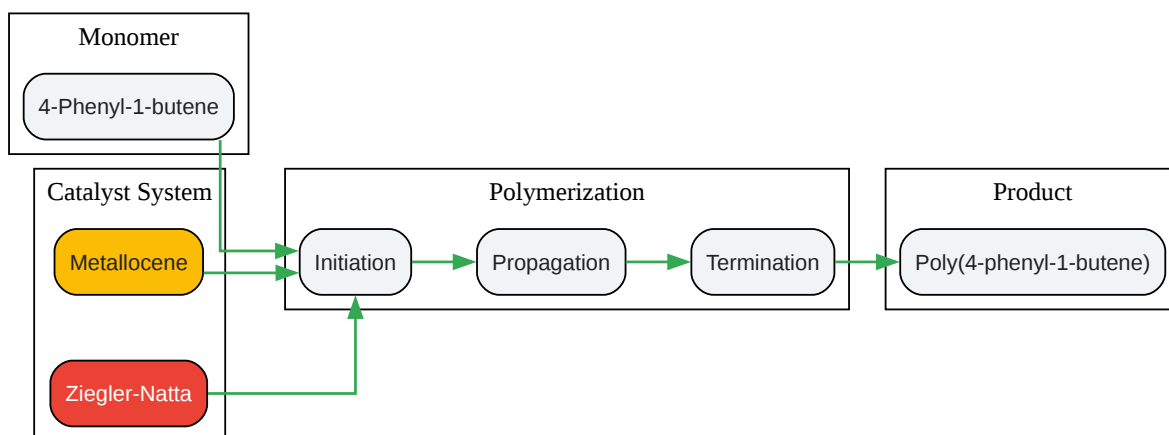 Monomer
4-Phenyl-1-butene
Catalyst System
Metallocene
Ziegler-Natta
Polymerization
Initiation
Propagation
Termination
Product
Poly(4-phenyl-1-butene)